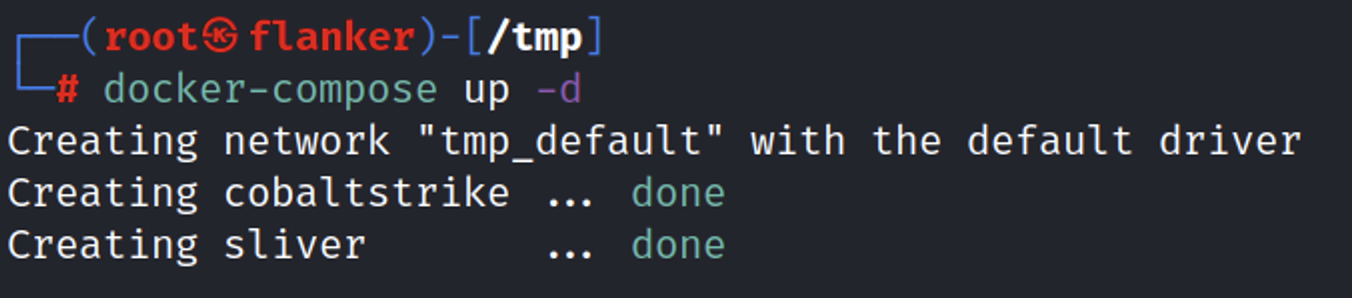 ┌──(root㉿flanker)-[/tmp]
└─# docker-compose up -d
Creating network "tmp_default" with the default driver
Creating cobaltstrike ... done
Creating sliver       ... done